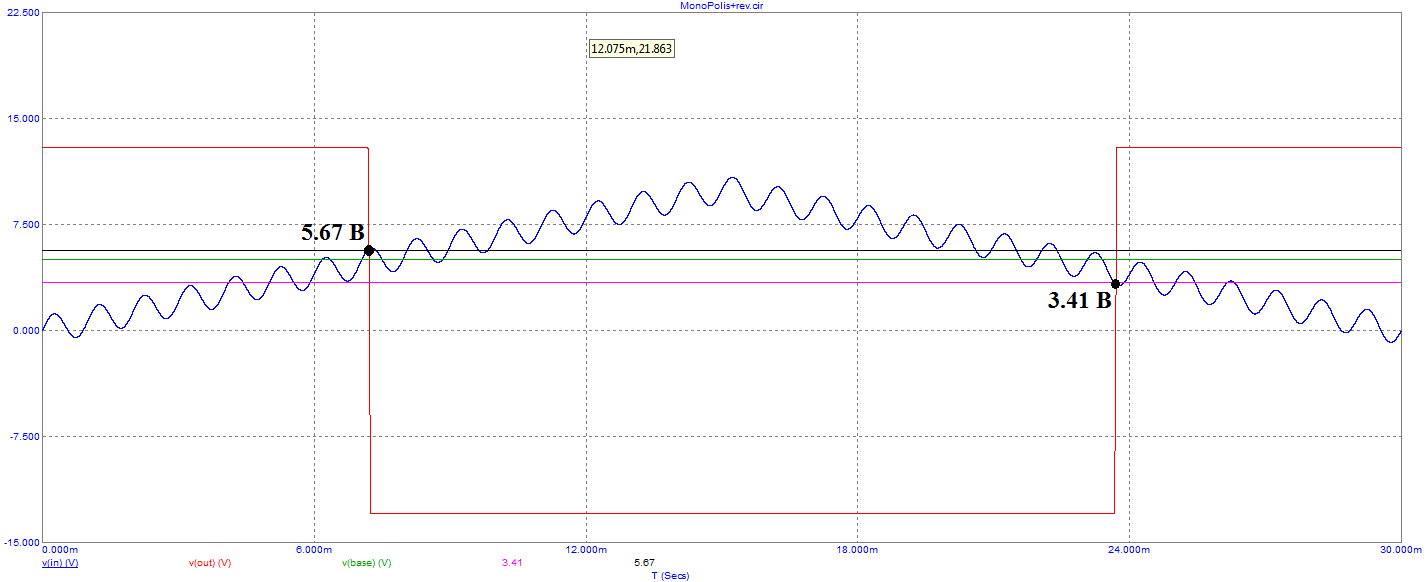 MonoPolis+rev.cir
22.500
12.075m,21.863
15.000
7.500
5.67 В
3.41 В
0.000
-7.500
-15.000
0.000m 6.000m 12.000m 18.000m 24.000m 30.000m
v(in) (V) v(out) (V) v(base) (V) 3.41 5.67
T (Secs)